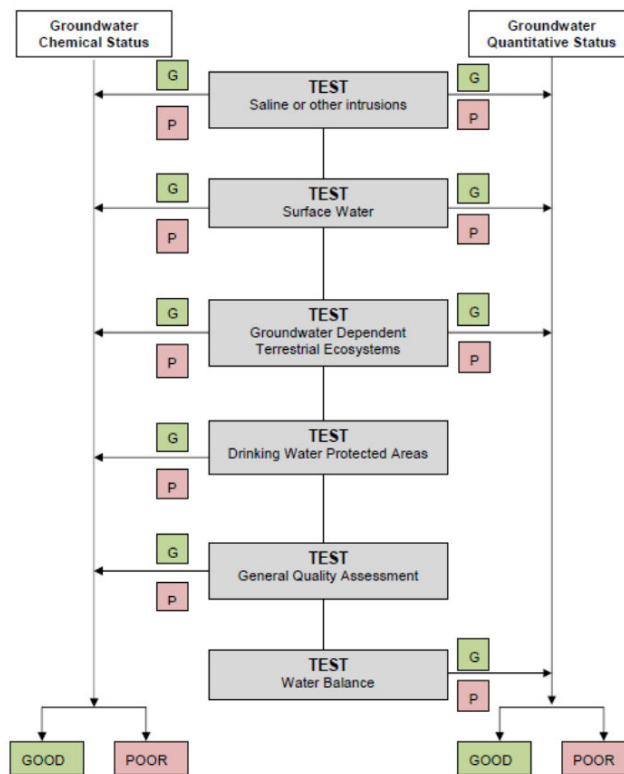 Groundwater
Chemical Status
Groundwater
Quantitative Status
G
P
TEST
Saline or other intrusions
G
P
G
P
TEST
Surface Water
G
P
G
P
TEST
Groundwater Dependent
Terrestrial Ecosystems
G
P
G
P
TEST
Drinking Water Protected Areas
G
P
TEST
General Quality Assessment
TEST
Water Balance
G
P
GOOD
POOR
GOOD
POOR